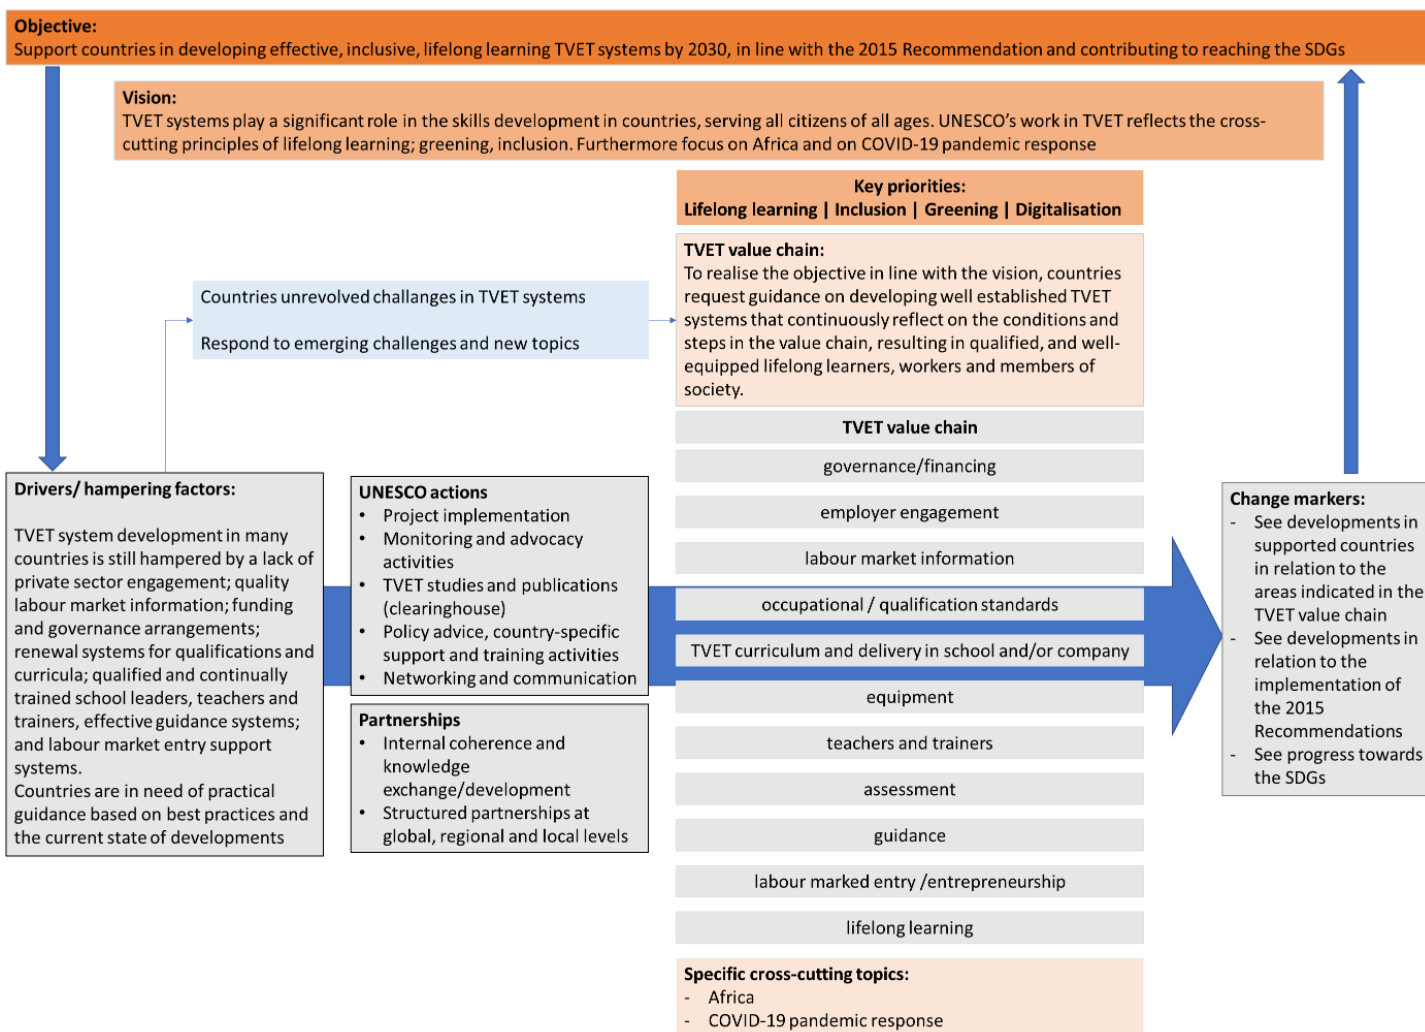 Objective:
Support countries in developing effective, inclusive, lifelong learning TVET systems by 2030, in line with the 2015 Recommendation and contributing to reaching the SDGs
Vision:
TVET systems play a significant role in the skills development in countries, serving all citizens of all ages. UNESCO's work in TVET reflects the cross-
cutting principles of lifelong learning; greening, inclusion. Furthermore focus on Africa and on COVID-19 pandemic response
Key priorities:
Lifelong learning | Inclusion | Greening | Digitalisation
TVET value chain:
To realise the objective in line with the vision, countries
request guidance on developing well established TVET
systems that continuously reflect on the conditions and
steps in the value chain, resulting in qualified, and well-
equipped lifelong learners, workers and members of
society.
Countries unrevolved challanges in TVET systems
Respond to emerging challenges and new topics
Drivers/ hampering factors:
TVET system development in many
countries is still hampered by a lack of
private sector engagement; quality
labour market information; funding
and governance arrangements;
renewal systems for qualifications and
curricula; qualified and continually
trained school leaders, teachers and
trainers, effective guidance systems;
and labour market entry support
systems.
Countries are in need of practical
guidance based on best practices and
the current state of developments
UNESCO actions
• Project implementation
• Monitoring and advocacy
activities
• TVET studies and publications
(clearinghouse)
• Policy advice, country-specific
support and training activities
• Networking and communication
Partnerships
• Internal coherence and
knowledge
exchange/development
• Structured partnerships at
global, regional and local levels
TVET value chain
governance/financing
employer engagement
labour market information
occupational / qualification standards
TVET curriculum and delivery in school and/or company
equipment
teachers and trainers
assessment
guidance
labour marked entry /entrepreneurship
lifelong learning
Specific cross-cutting topics:
- Africa
- COVID-19 pandemic response
Change markers:
- See developments in
supported countries
in relation to the
areas indicated in the
TVET value chain
- See developments in
relation to the
implementation of
the 2015
Recommendations
- See progress towards
the SDGs